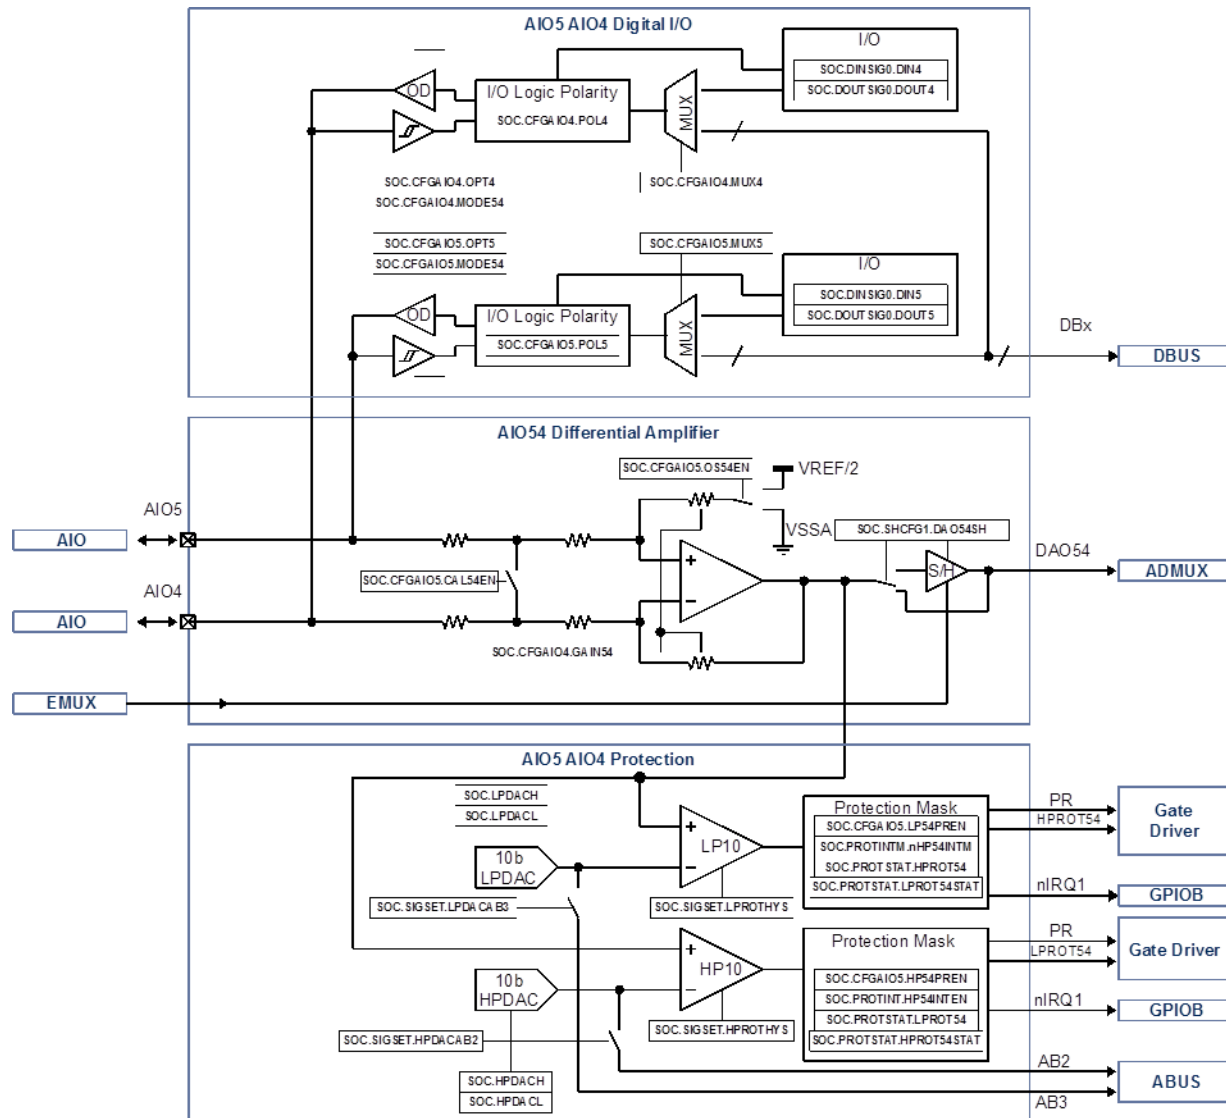 AIO5 AIO4 Digital I/O
I/O
SOC.DINSIG0.DIN4
SOC.DOUTSIG0.DOUT4
OD
I/O Logic Polarity
SOC.CFGAIO4.POL4
MUX
SOC.CFGAIO4.OPT4
SOC.CFGAIO4.MODE54
SOC.CFGAIO4.MUX4
SOC.CFGAIO5.OPT5
SOC.CFGAIO5.MODE54
SOC.CFGAIO5.MUX5
I/O
SOC.DINSIG0.DIN5
SOC.DOUTSIG0.DOUT5
OD
I/O Logic Polarity
SOC.CFGAIO5.POL5
MUX
DBx
DBUS
AIO54 Differential Amplifier
SOC.CFGAIO5.OS54EN
VREF/2
VSSA
SOC.SHCFG1.DAO54SH
AIO5
AIO
SOC.CFGAIO5.CAL54EN
+
−
S/H
DAO54
ADMUX
AIO4
AIO
SOC.CFGAIO4.GAIN54
EMUX
AIO5 AIO4 Protection
SOC.LPDACH
SOC.LPDACL
10b
LPDAC
+
−
LP10
SOC.SIGSET.LPDACAB3
SOC.SIGSET.LPROTHYS
Protection Mask
SOC.CFGAIO5.LP54PREN
SOC.PROTINTM.nHP54INTM
SOC.PROTSTAT.HPROT54
SOC.PROTSTAT.LPROT54STAT
PR
HPROT54
Gate
Driver
nIRQ1
GPIOB
10b
HPDAC
+
−
HP10
SOC.SIGSET.HPDACAB2
SOC.SIGSET.HPROTHYS
Protection Mask
SOC.CFGAIO5.HP54PREN
SOC.PROTINT.HP54INTEN
SOC.PROTSTAT.LPROT54
SOC.PROTSTAT.HPROT54STAT
PR
LPROT54
Gate Driver
nIRQ1
GPIOB
SOC.HPDACH
SOC.HPDACL
AB2
AB3
ABUS